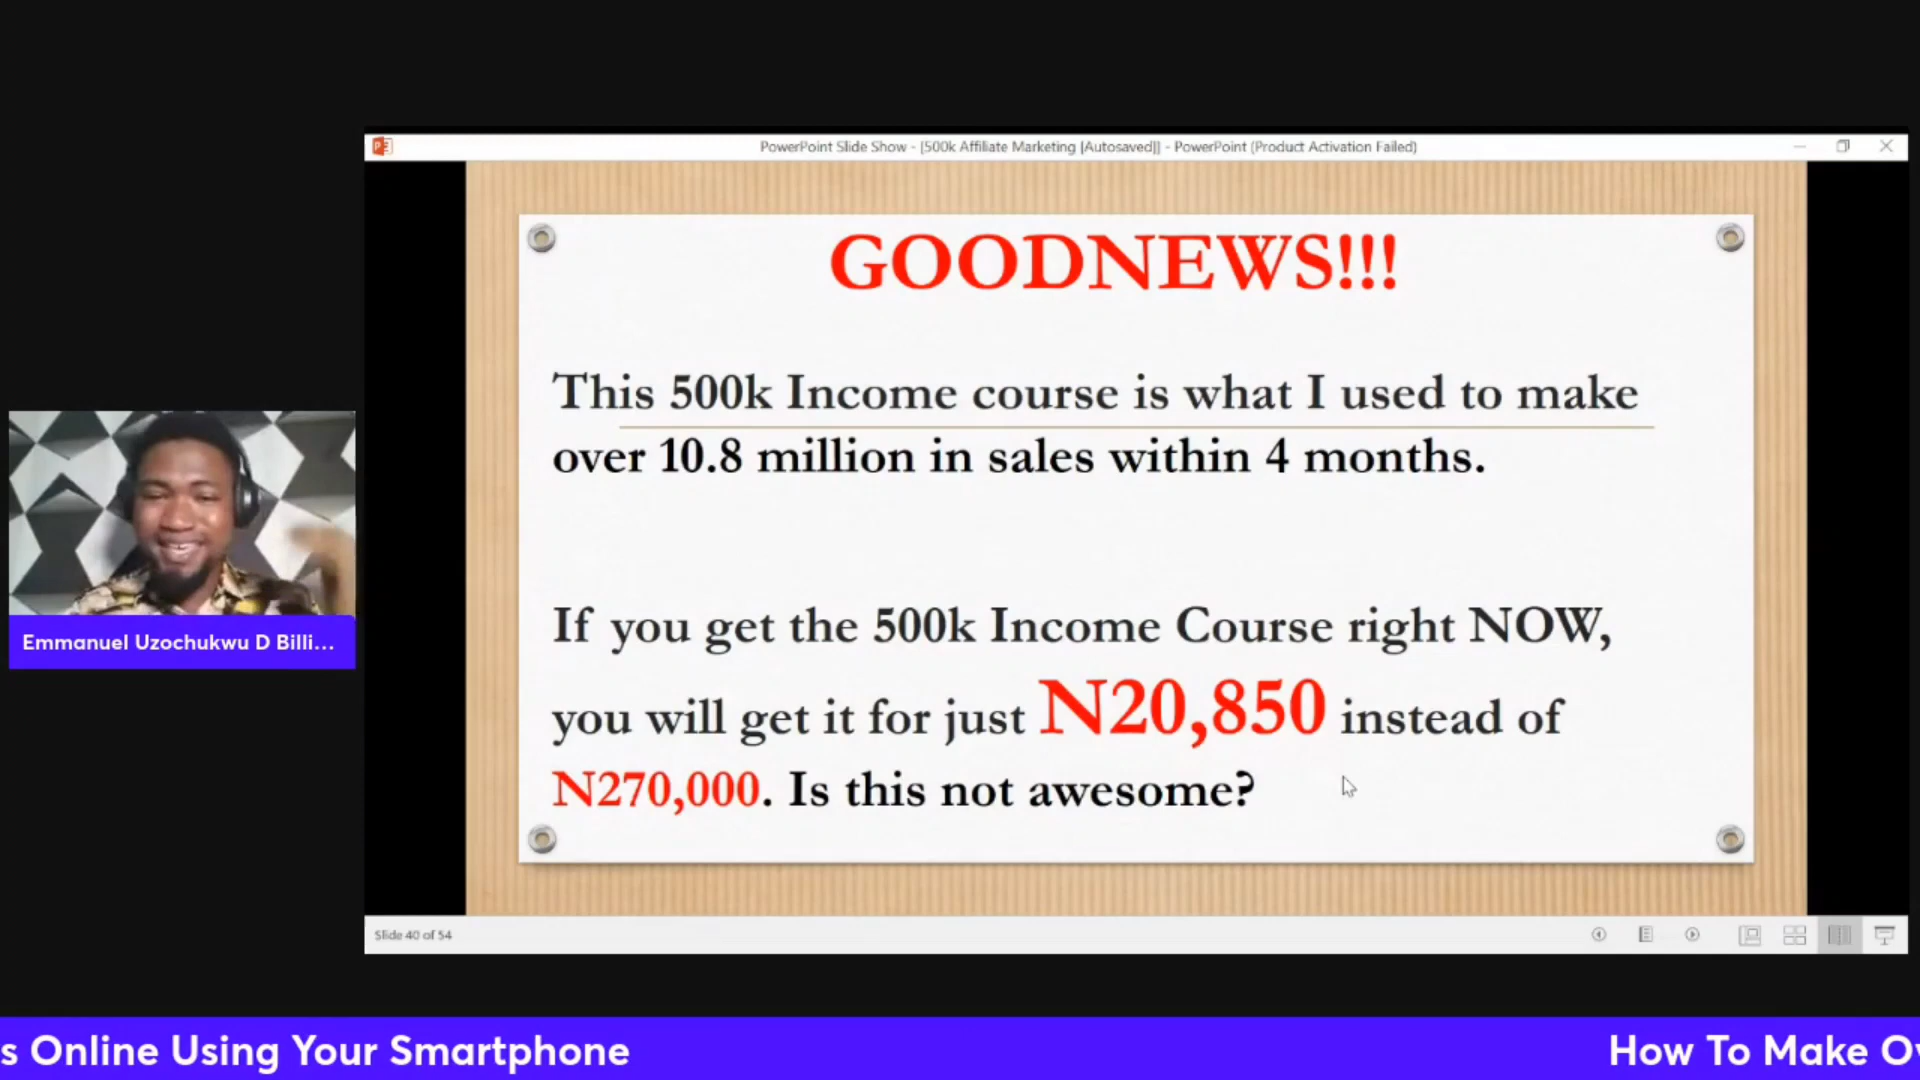 PowerPoint Slide Show - [500k Affiliate Marketing [Autosaved]] - PowerPoint (Product Activation Failed)
GOODNEWS!!!
This 500k Income course is what I used to make
over 10.8 million in sales within 4 months.
If you get the 500k Income Course right NOW,
you will get it for just N20,850 instead of
N270,000. Is this not awesome?
Emmanuel Uzochukwu D Billi...
Slide 40 of 54
s Online Using Your Smartphone
How To Make Ov